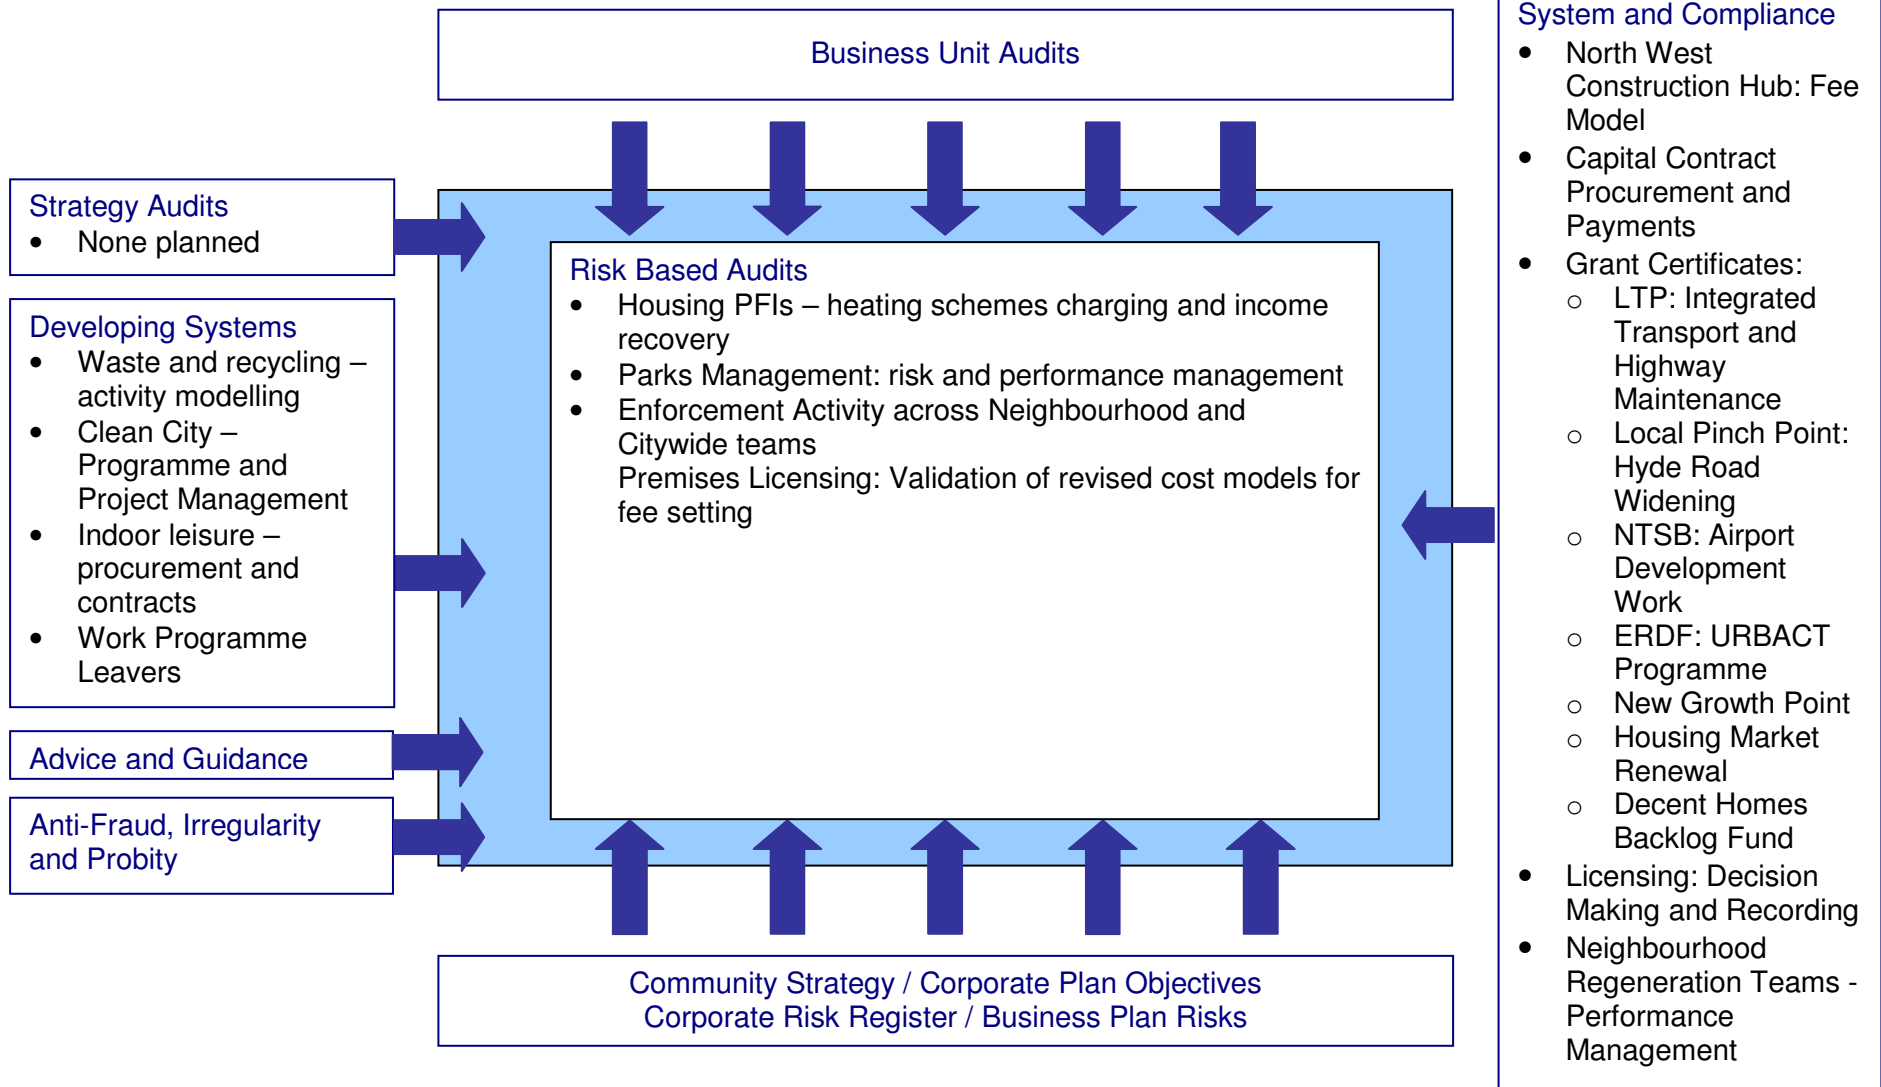 Business Unit Audits
Strategy Audits
• None planned
Developing Systems
• Waste and recycling –
activity modelling
• Clean City –
Programme and
Project Management
• Indoor leisure –
procurement and
contracts
• Work Programme
Leavers
Advice and Guidance
Anti-Fraud, Irregularity
and Probity
Risk Based Audits
• Housing PFIs – heating schemes charging and income
recovery
• Parks Management: risk and performance management
• Enforcement Activity across Neighbourhood and
Citywide teams
Premises Licensing: Validation of revised cost models for
fee setting
Community Strategy / Corporate Plan Objectives
Corporate Risk Register / Business Plan Risks
System and Compliance
• North West
Construction Hub: Fee
Model
• Capital Contract
Procurement and
Payments
• Grant Certificates:
o LTP: Integrated
Transport and
Highway
Maintenance
o Local Pinch Point:
Hyde Road
Widening
o NTSB: Airport
Development
Work
o ERDF: URBACT
Programme
o New Growth Point
o Housing Market
Renewal
o Decent Homes
Backlog Fund
• Licensing: Decision
Making and Recording
• Neighbourhood
Regeneration Teams -
Performance
Management